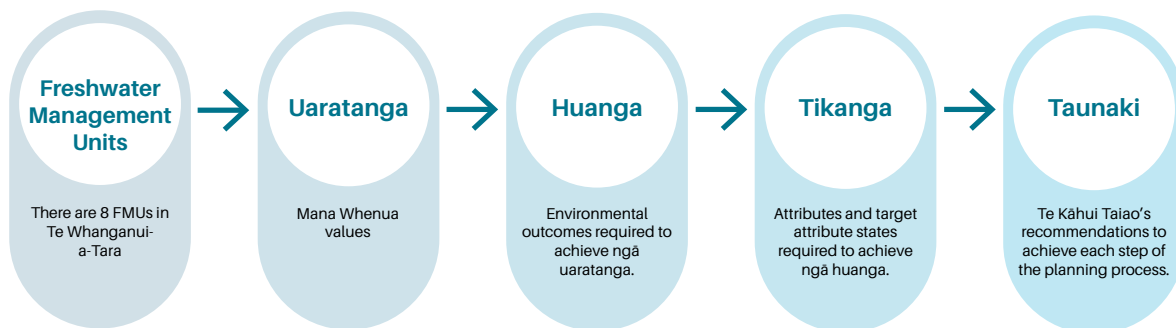 Freshwater
Management
Units
There are 8 FMUs in
Te Whanganui-
a-Tara
Uaratanga
Mana Whenua
values
Huanga
Environmental
outcomes required to
achieve ngā
uaratanga.
Tikanga
Attributes and target
attribute states
required to achieve
ngā huanga.
Taunaki
Te Kāhui Taiao’s
recommendations to
achieve each step of
the planning process.